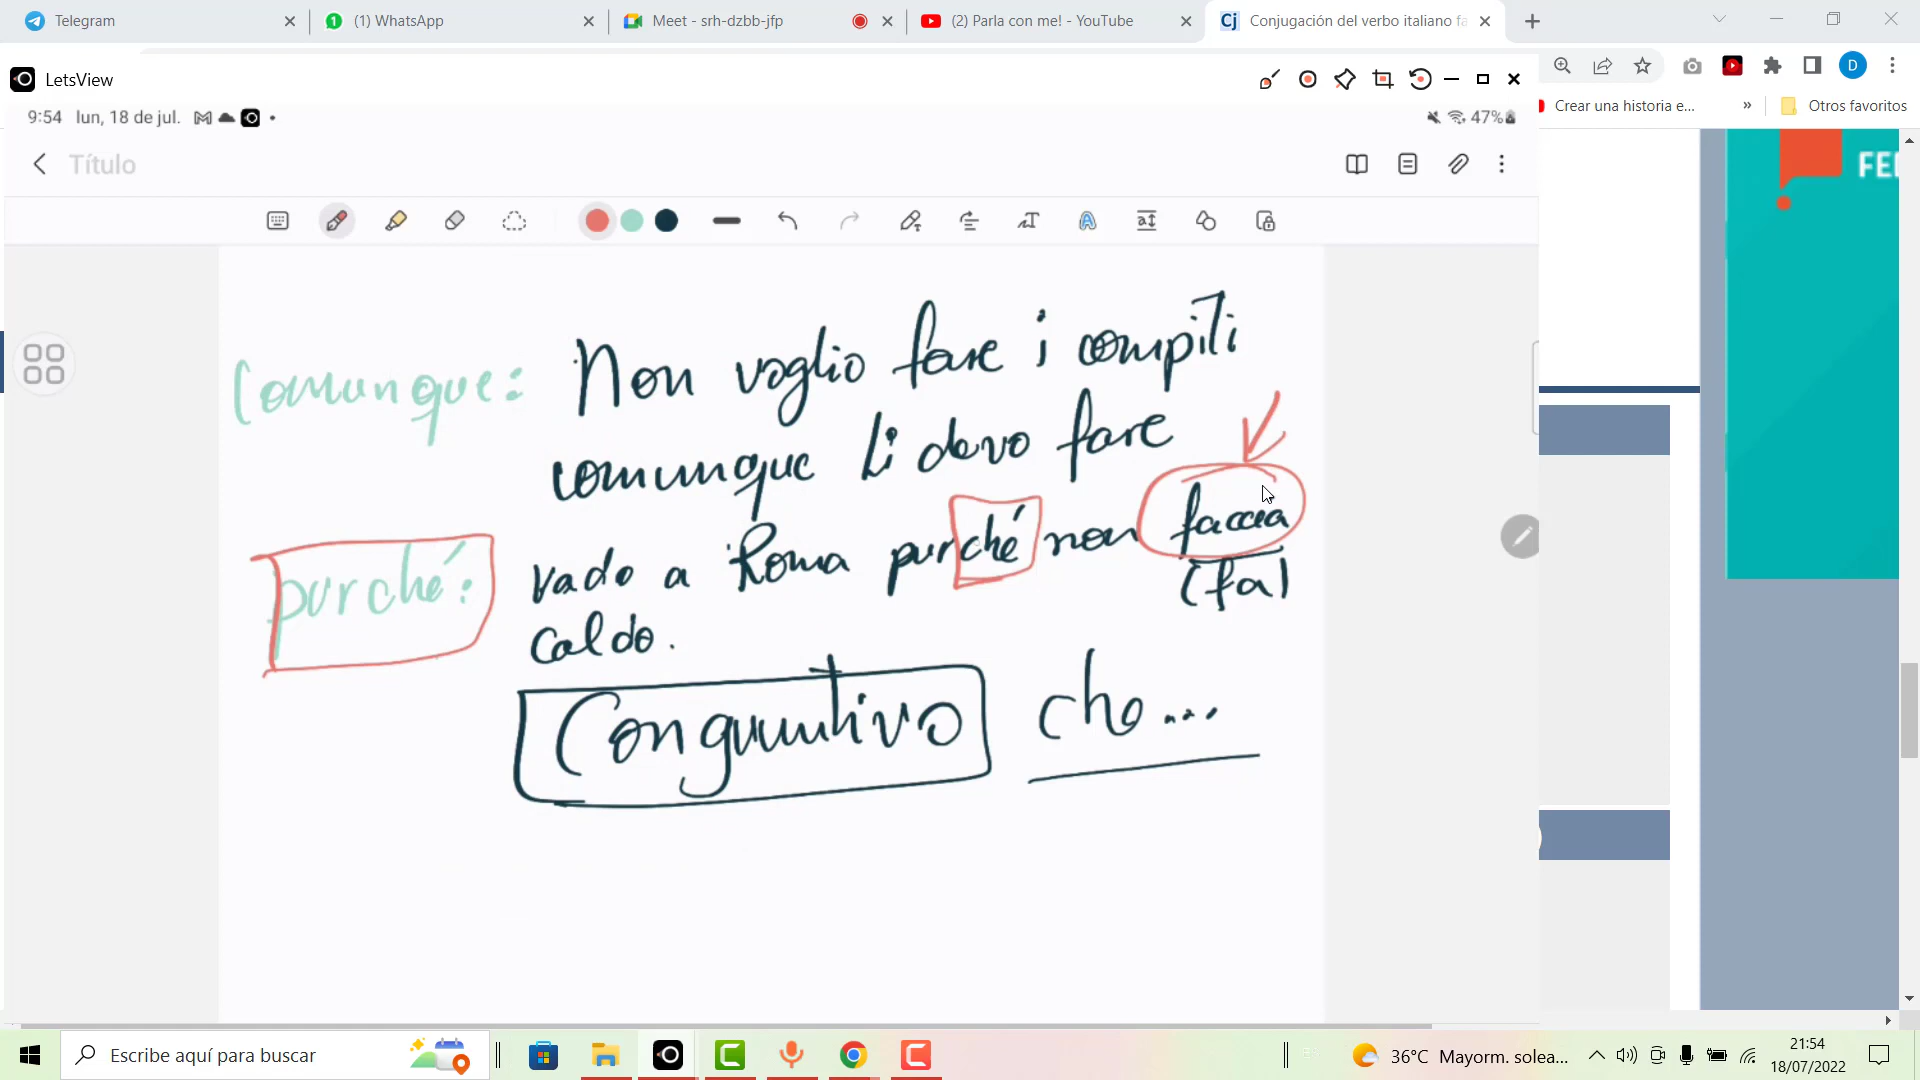 Telegram
(1) WhatsApp
Meet - srh-dzbb-jfp
(2) Parla con me! - YouTube
Conjugación del verbo italiano fa
LetsView
D
Crear una historia e...
»
Otros favoritos
9:54 lun, 18 de jul.
47%
Título
FE
Comunque: Non voglio fare i compiti
comunque li devo fare
purché: vado a Roma purché non faccia
(fa)
caldo.
Congiuntivo che...
Escribe aquí para buscar
36°C Mayorm. solea...
21:54
18/07/2022